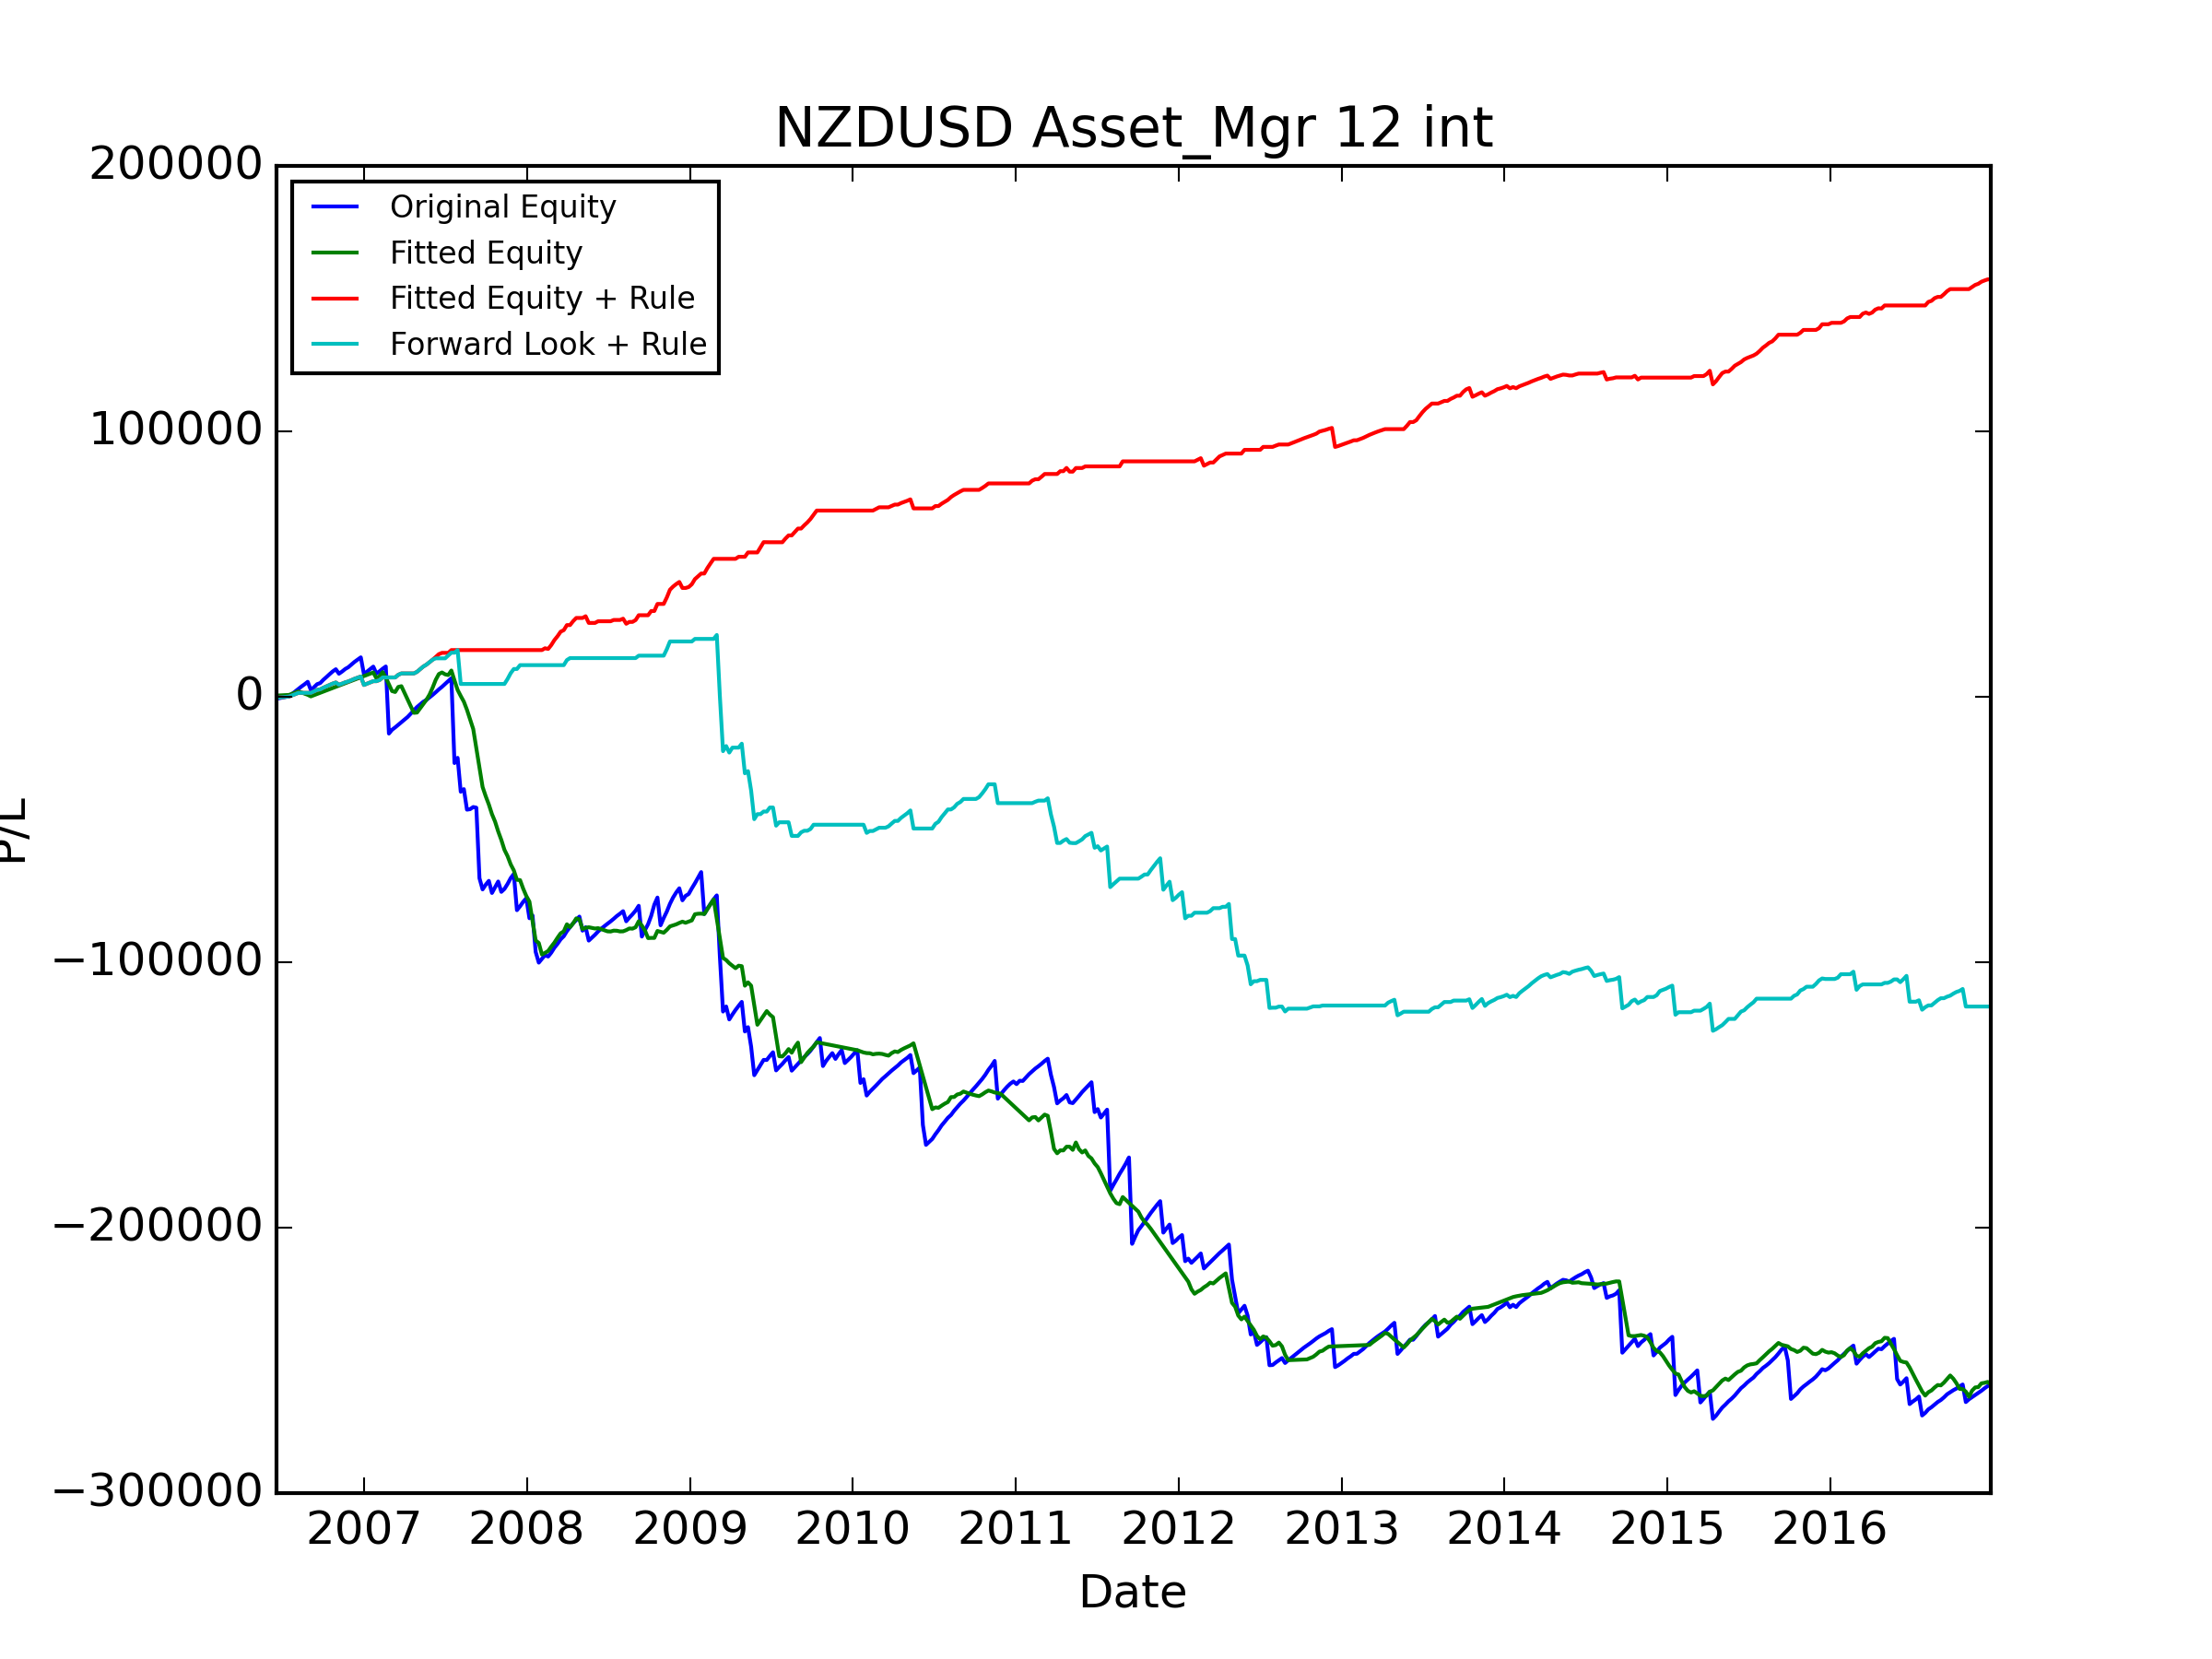 NZDUSD Asset_Mgr 12 int
200000
100000
0
−100000
−200000
−300000
P/L
Original Equity
Fitted Equity
Fitted Equity + Rule
Forward Look + Rule
2007 2008 2009 2010 2011 2012 2013 2014 2015 2016
Date